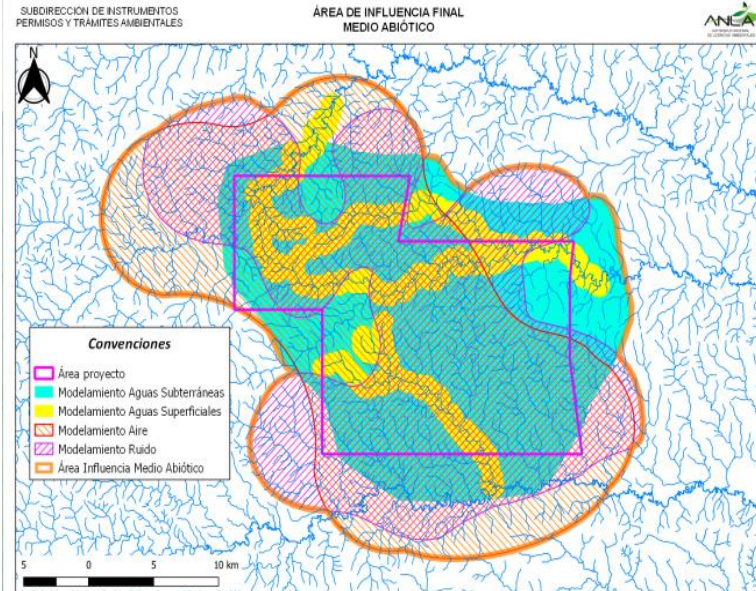 SUBDIRECCIÓN DE INSTRUMENTOS
PERMISOS Y TRÁMITES AMBIENTALES
ÁREA DE INFLUENCIA FINAL
MEDIO ABIÓTICO
ANLA
N
Convenciones
Área proyecto
Modelamiento Aguas Subterráneas
Modelamiento Aguas Superficiales
Modelamiento Aire
Modelamiento Ruido
Área Influencia Medio Abiótico
5 0 5 10 km